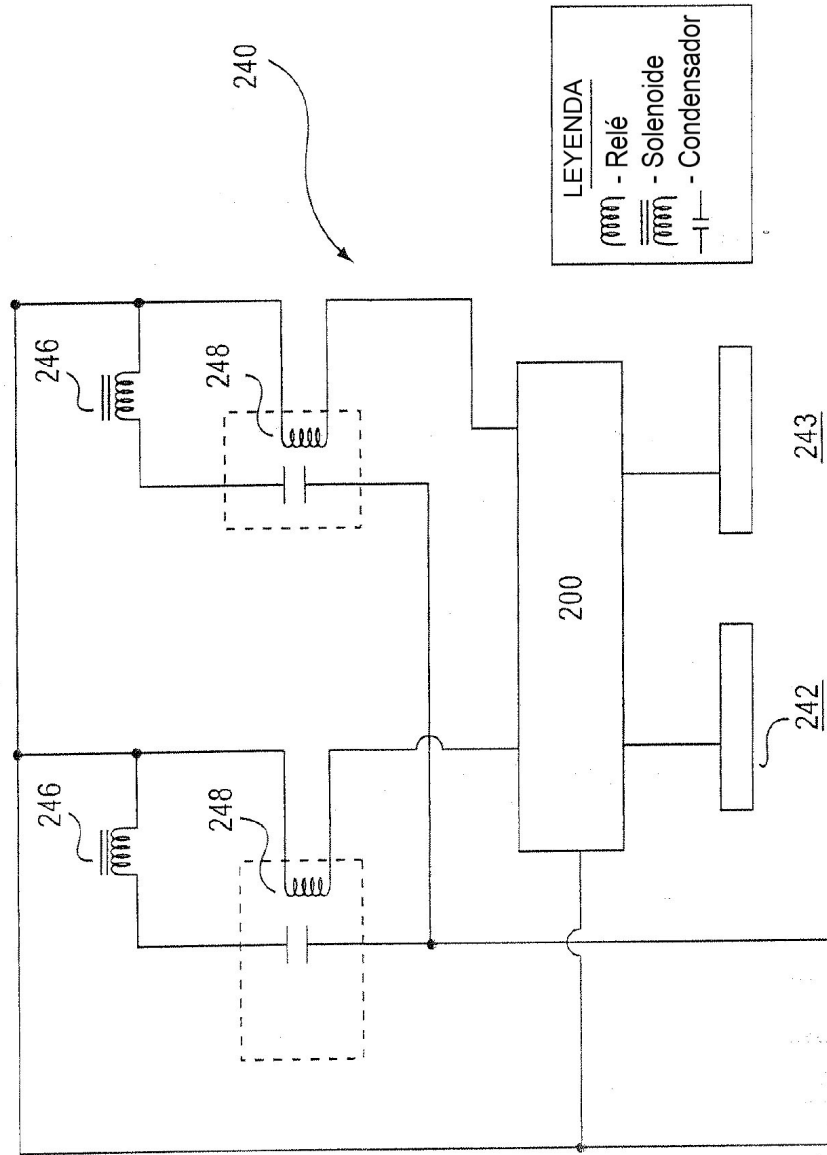 240
246
246
248
248
200
242
243
LEYENDA
- Relé
- Solenoide
- Condensador